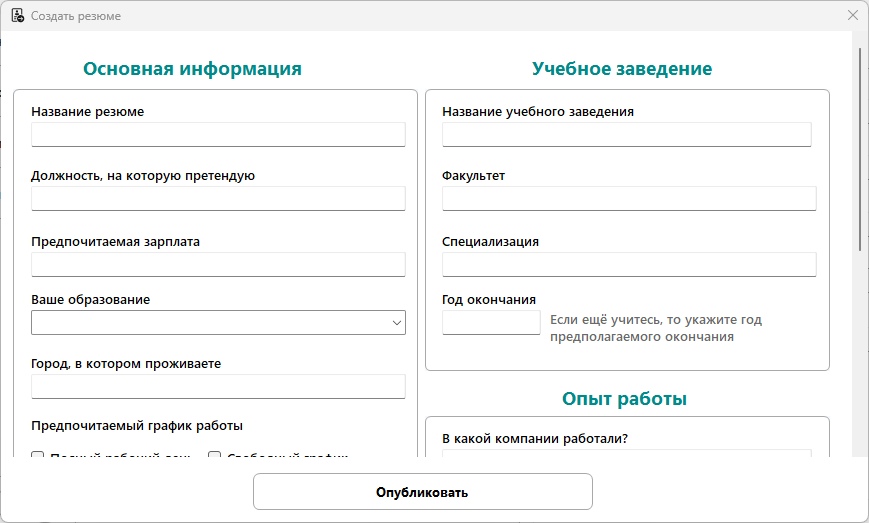 Создать резюме
Основная информация
Название резюме
Должность, на которую претендую
Предпочитаемая зарплата
Ваше образование
Город, в котором проживаете
Предпочитаемый график работы
Полный рабочий день
Свободный график
Учебное заведение
Название учебного заведения
Факультет
Специализация
Год окончания
Если ещё учитесь, то укажите год
предполагаемого окончания
Опыт работы
В какой компании работали?
Опубликовать